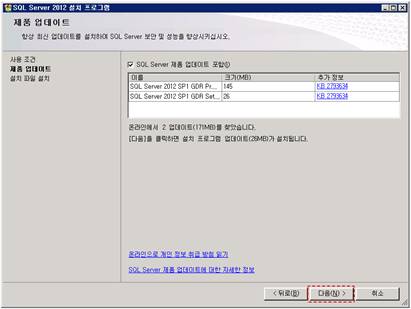 SQL Server 2012 설치 프로그램
제품 업데이트
항상 최신 업데이트를 설치하여 SQL Server 보안 및 성능을 향상시키십시오.
사용 조건
제품 업데이트
설치 파일 설치
SQL Server 제품 업데이트 포함(I)
이름 크기(MB) 추가 정보
SQL Server 2012 SP1 GDR Pr... 145 KB 2793634
SQL Server 2012 SP1 GDR Set... 26 KB 2793634
온라인에서 2 업데이트(171MB)를 찾았습니다.
[다음]를 클릭하면 설치 프로그램 업데이트(26MB)가 설치됩니다.
온라인으로 개인 정보 취급 방침 읽기
SQL Server 제품 업데이트에 대한 자세한 정보
< 뒤로(B) 다음(N) > 취소